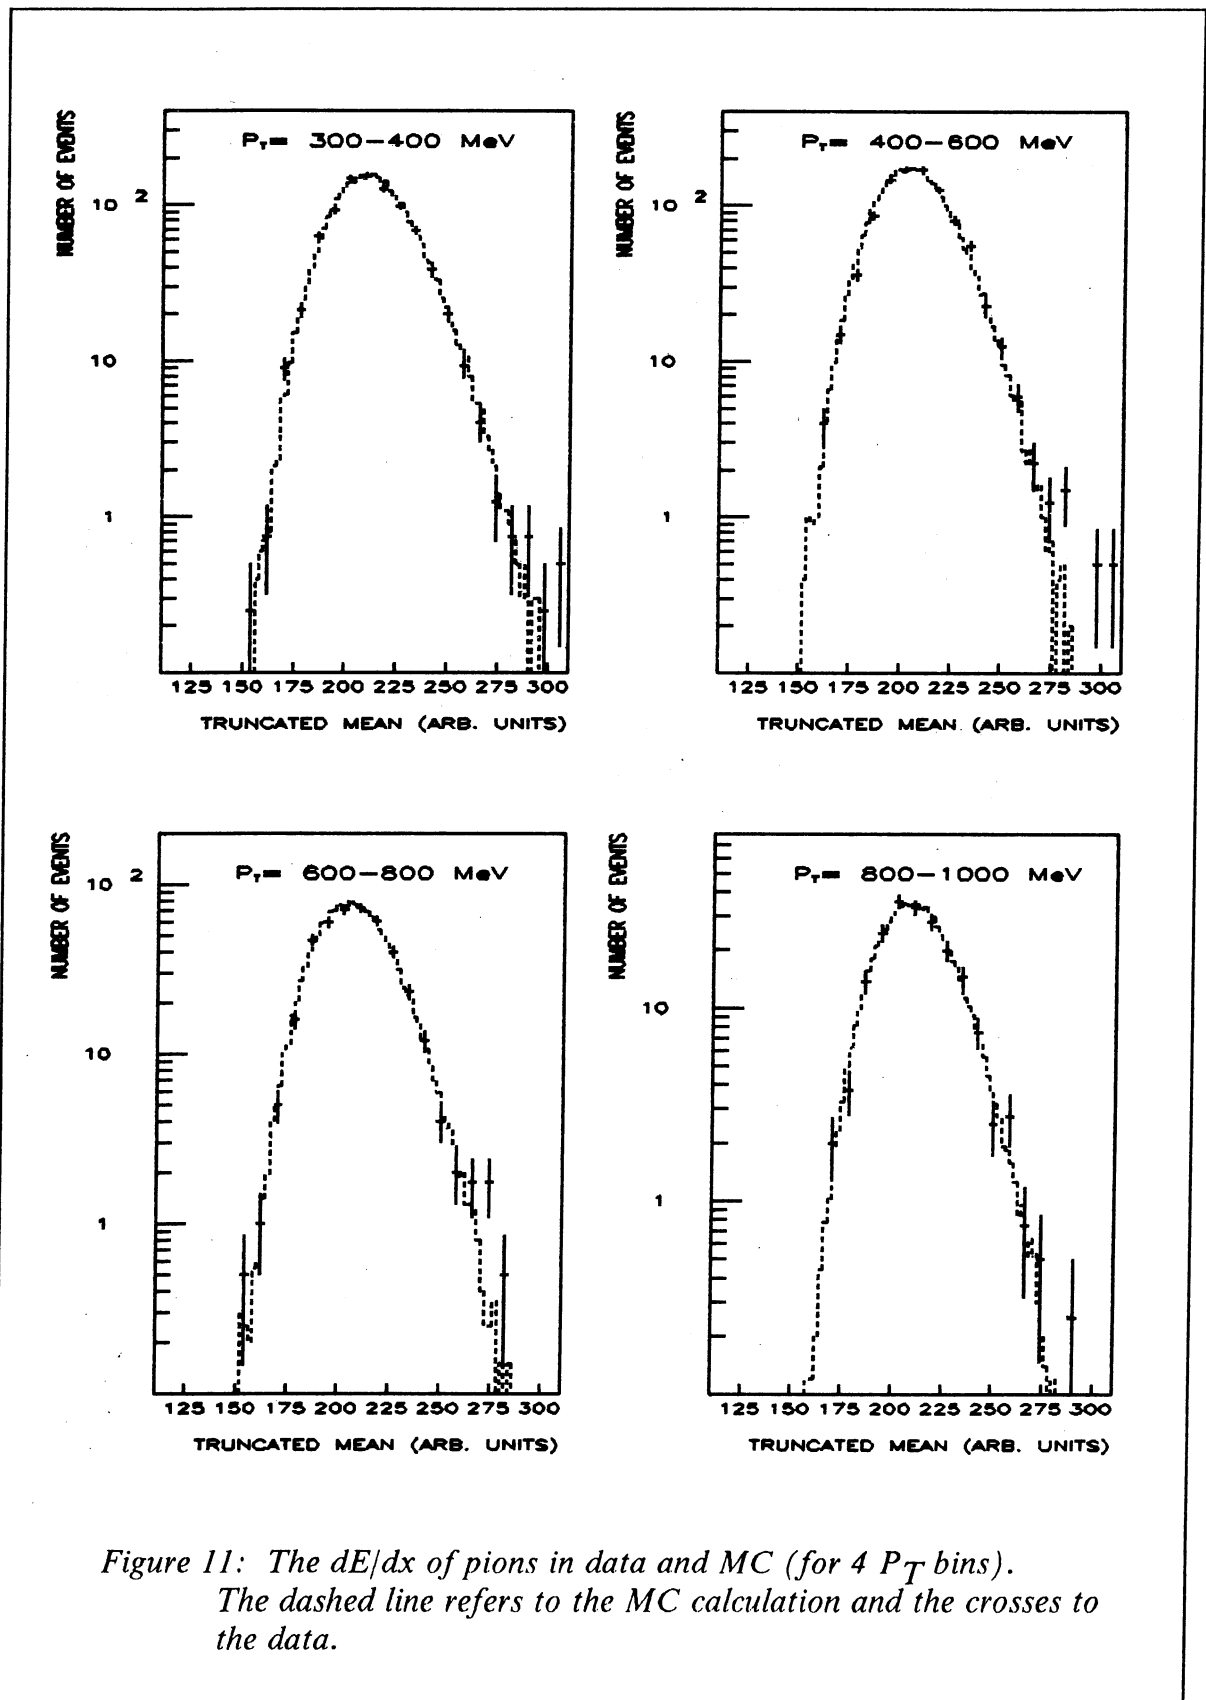 NUMBER OF EVENTS
P_T= 300-400 MeV
10 2
10
1
125 150 175 200 225 250 275 300
TRUNCATED MEAN (ARB. UNITS)
NUMBER OF EVENTS
P_T= 400-600 MeV
10 2
10
1
125 150 175 200 225 250 275 300
TRUNCATED MEAN (ARB. UNITS)
NUMBER OF EVENTS
P_T= 600-800 MeV
10 2
10
1
125 150 175 200 225 250 275 300
TRUNCATED MEAN (ARB. UNITS)
NUMBER OF EVENTS
P_T= 800-1000 MeV
10
1
125 150 175 200 225 250 275 300
TRUNCATED MEAN (ARB. UNITS)
Figure 11: The dE/dx of pions in data and MC (for 4 P_T bins).
The dashed line refers to the MC calculation and the crosses to
the data.